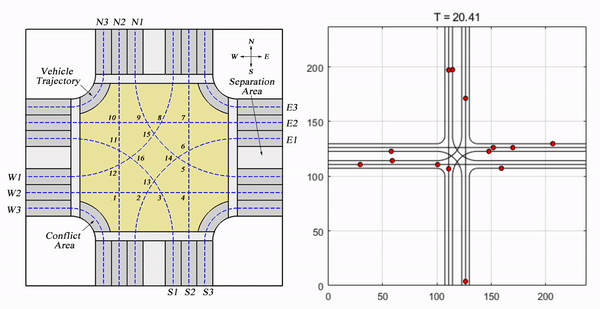 N3 N2 N1
N
W E
S
Vehicle
Trajectory
Separation
Area
E3
10 9 8 7
E2
15
11
E1
6
16 14
5
W1
12
13
W2
1 2 3 4
W3
Conflict
Area
S1 S2 S3
T = 20.41
200
150
100
50
0
0 50 100 150 200